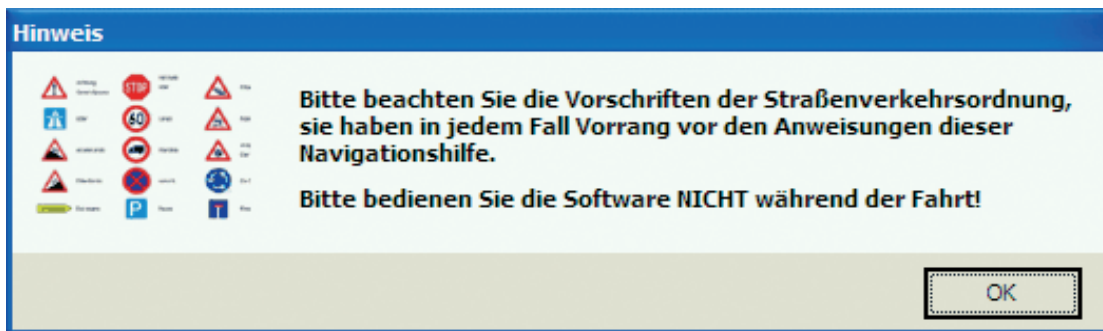 Hinweis
STOP
60
P
Bitte beachten Sie die Vorschriften der Straßenverkehrsordnung,
sie haben in jedem Fall Vorrang vor den Anweisungen dieser
Navigationshilfe.
Bitte bedienen Sie die Software NICHT während der Fahrt!
OK